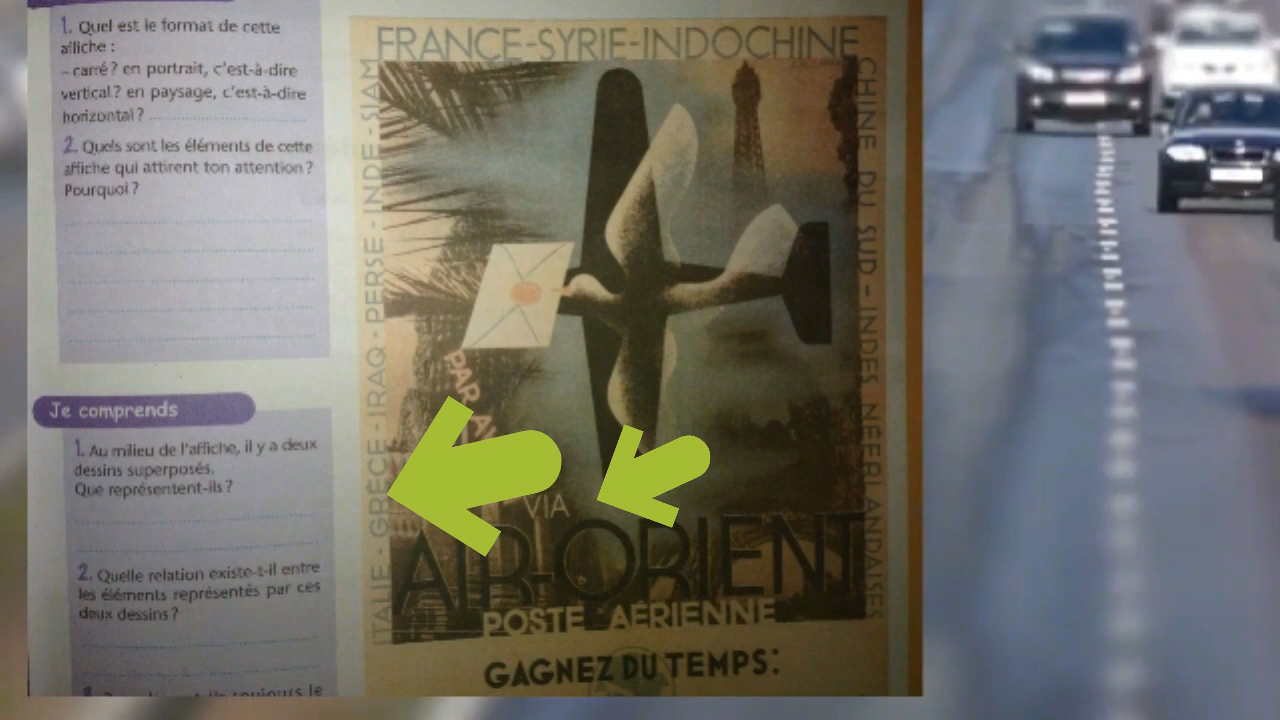 1. Quel est le format de cette
affiche :
- carré ? en portrait, c'est-à-dire
vertical ? en paysage, c'est-à-dire
horizontal ?
2. Quels sont les éléments de cette
affiche qui attirent ton attention ?
Pourquoi ?
Je comprends
1. Au milieu de l'affiche, il y a deux
dessins superposés.
Que représentent-ils ?
2. Quelle relation existe-t-il entre
les éléments représentés par ces
deux dessins ?
FRANCE-SYRIE-INDOCHINE
CHINE DU SUD - INDES NEERLANDAISES
ITALIE - GRÈCE - IRAQ - PERSE - INDE - SIAM
PAR
VIA
AIR-ORIENT
POSTE AÉRIENNE
GAGNEZ DU TEMPS: